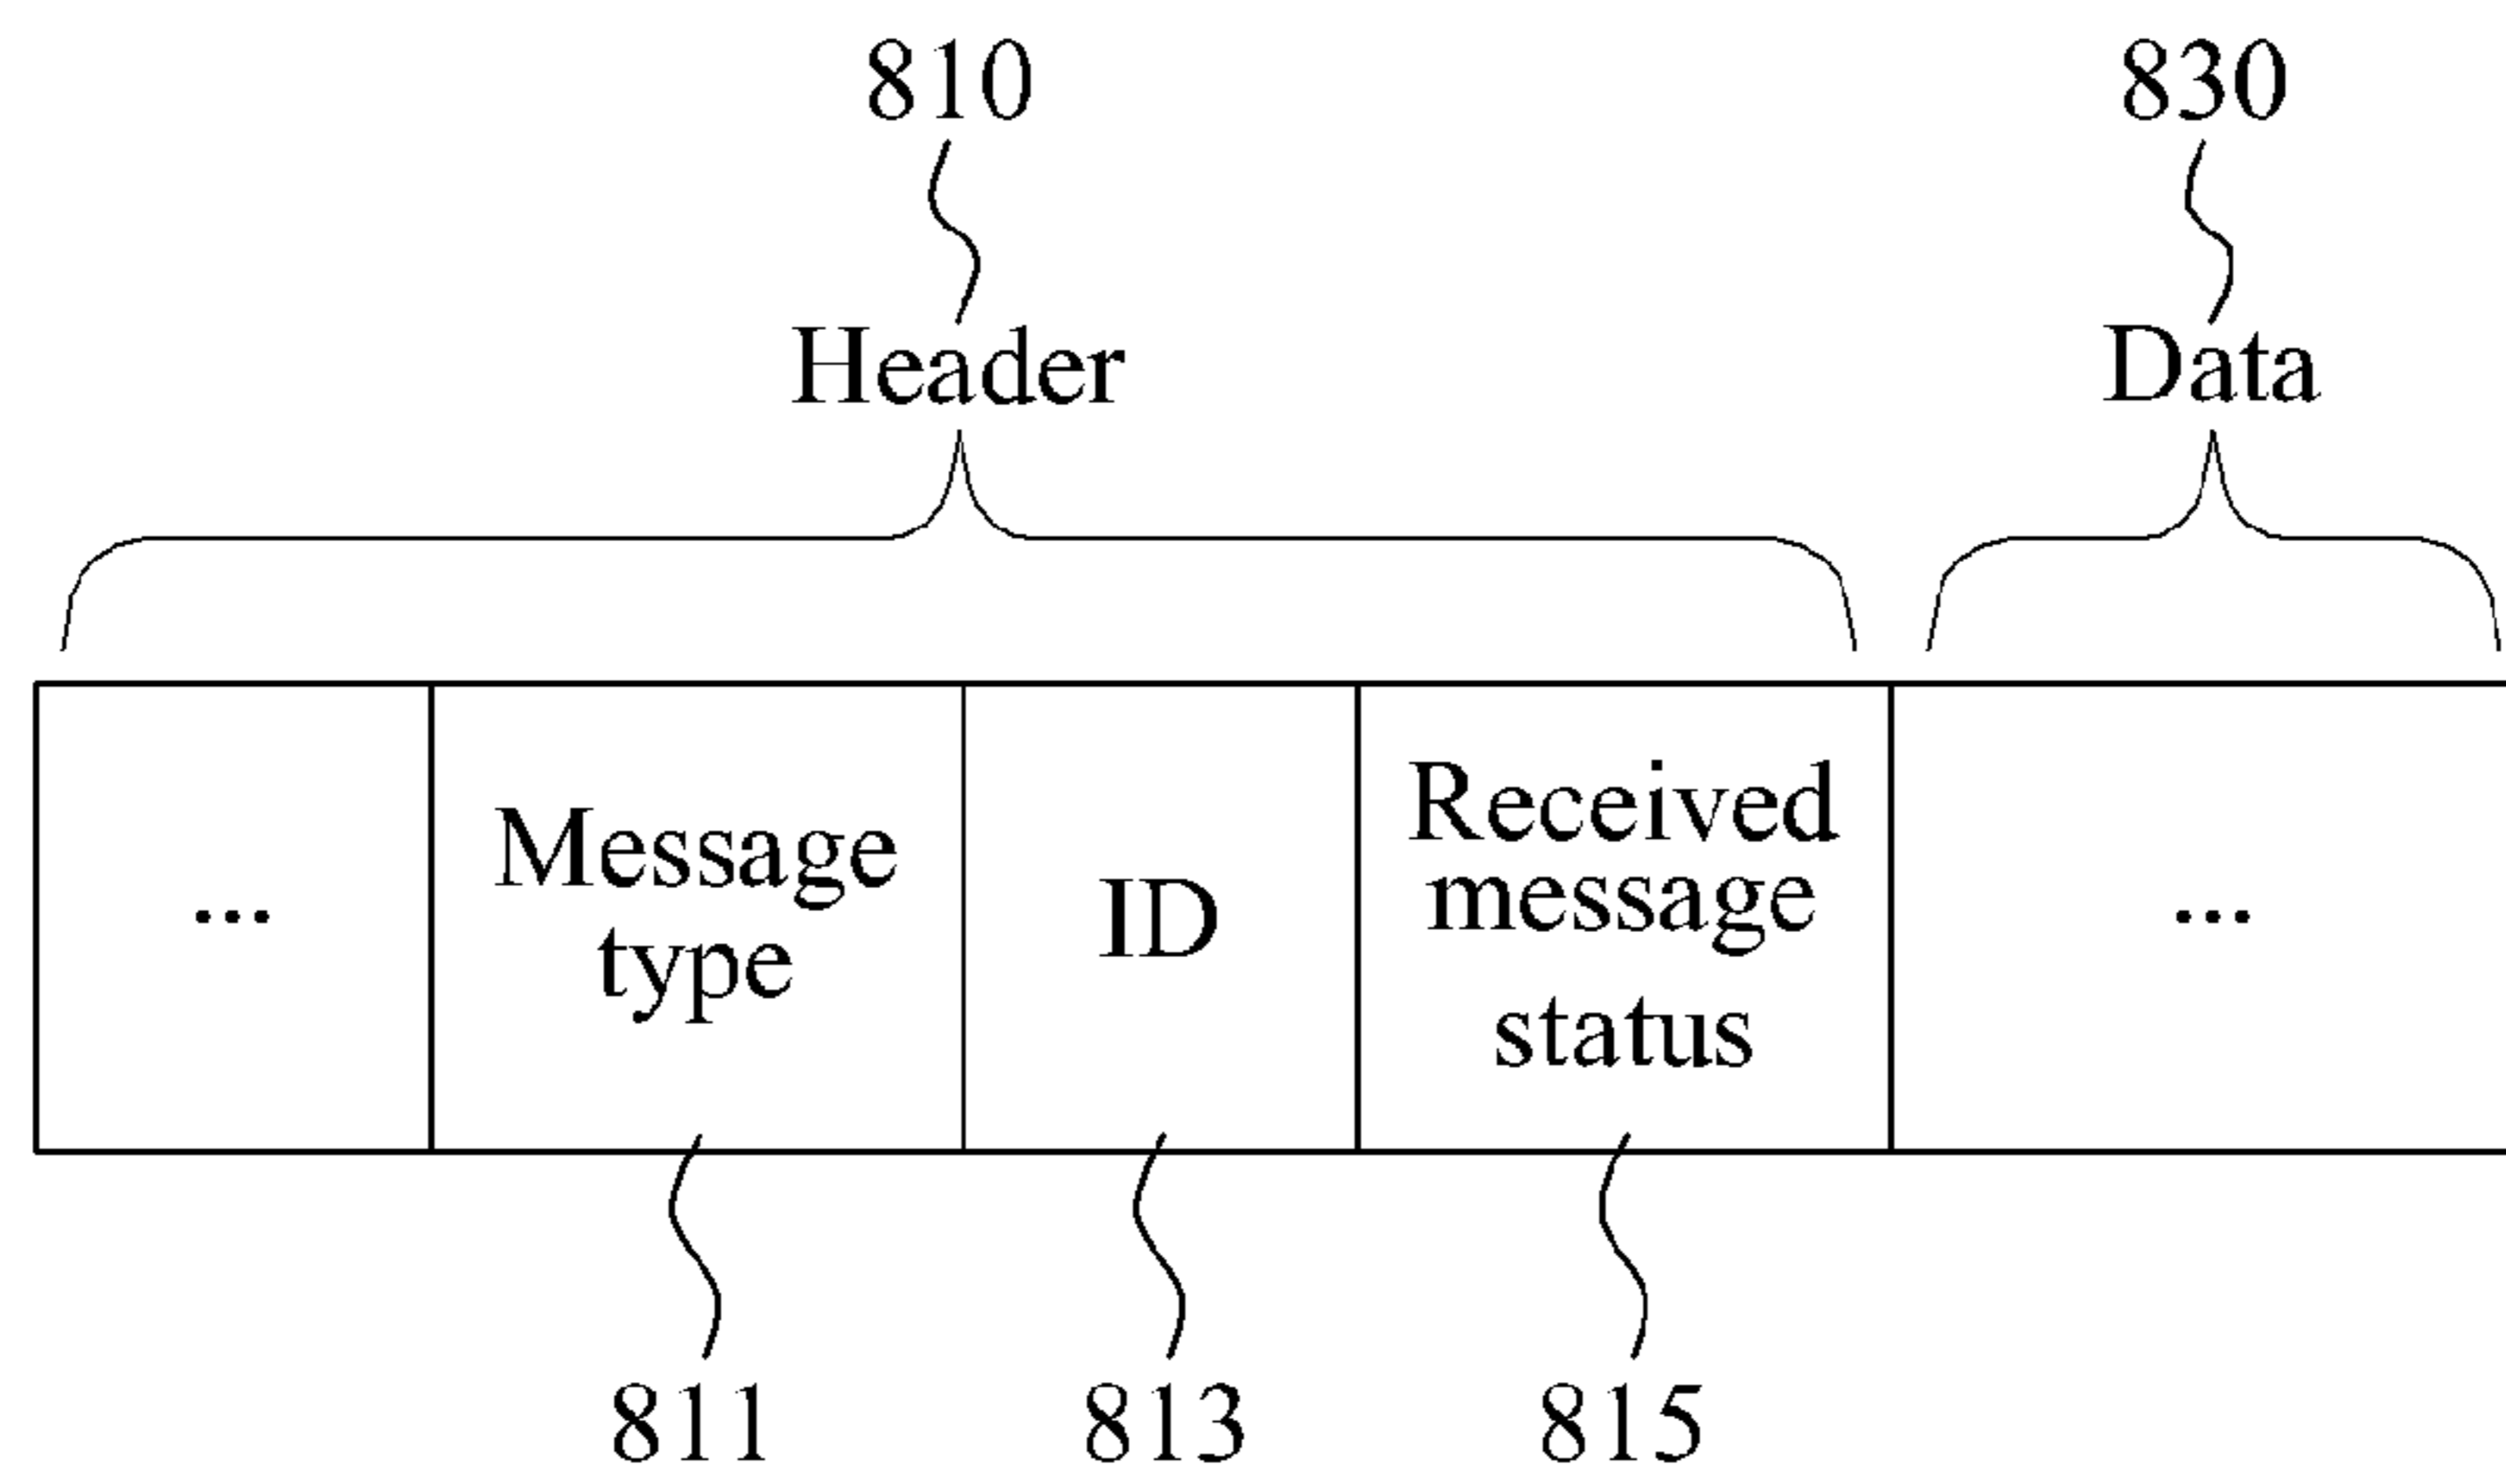 810
830
Header
Data
...
Message
type
ID
Received
message
status
...
811
813
815